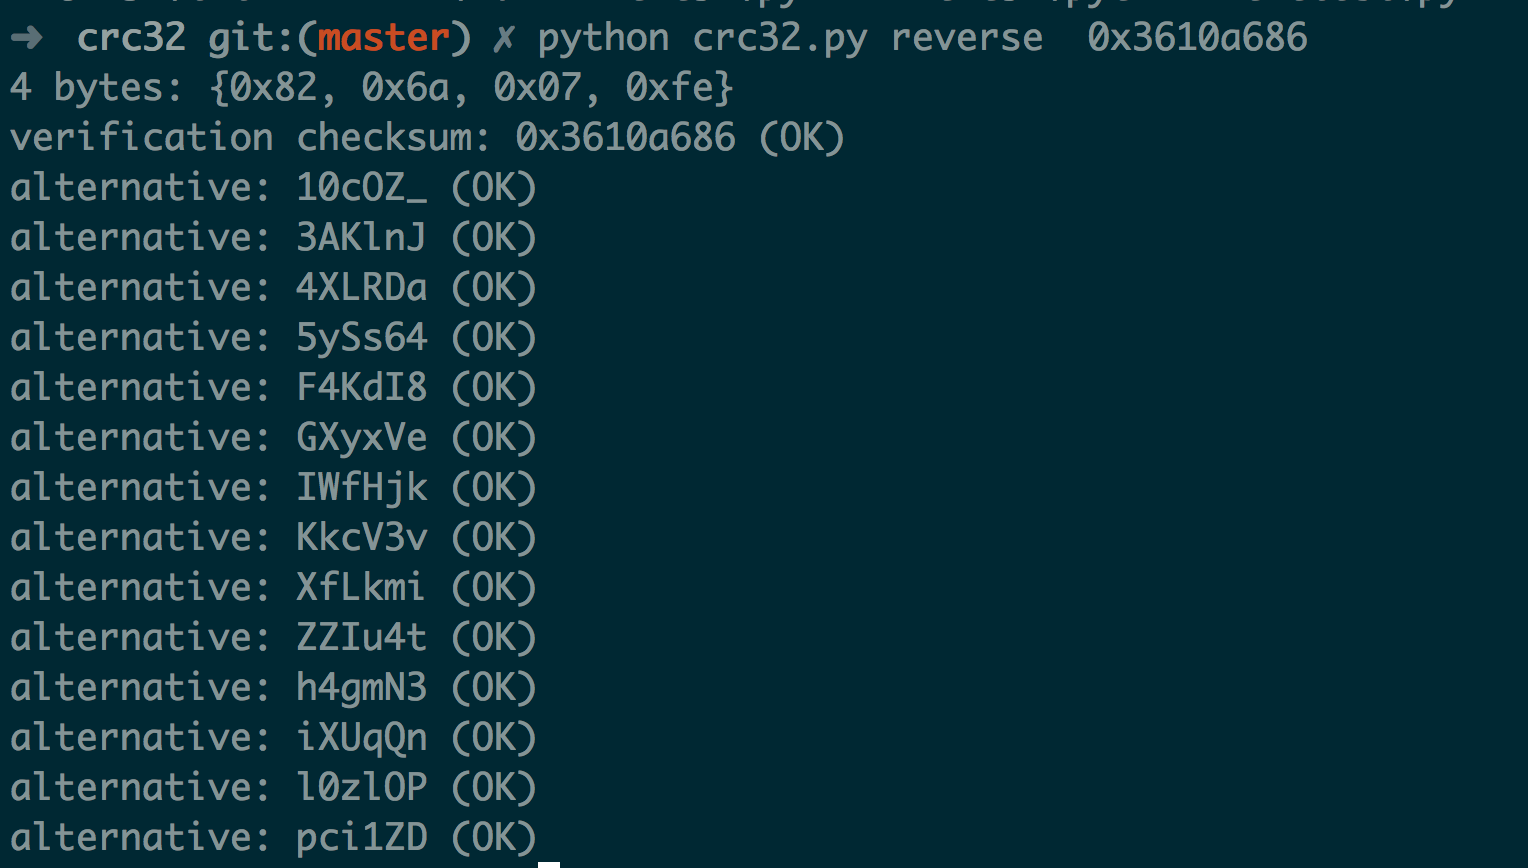 ➜ crc32 git:(master) ✗ python crc32.py reverse 0x3610a686
4 bytes: {0x82, 0x6a, 0x07, 0xfe}
verification checksum: 0x3610a686 (OK)
alternative: 10cOZ_ (OK)
alternative: 3AKlnJ (OK)
alternative: 4XLRDa (OK)
alternative: 5ySs64 (OK)
alternative: F4KdI8 (OK)
alternative: GXyxVe (OK)
alternative: IWfHjk (OK)
alternative: KkcV3v (OK)
alternative: XfLkmi (OK)
alternative: ZZIu4t (OK)
alternative: h4gmN3 (OK)
alternative: iXUqQn (OK)
alternative: l0zlOP (OK)
alternative: pci1ZD (OK)